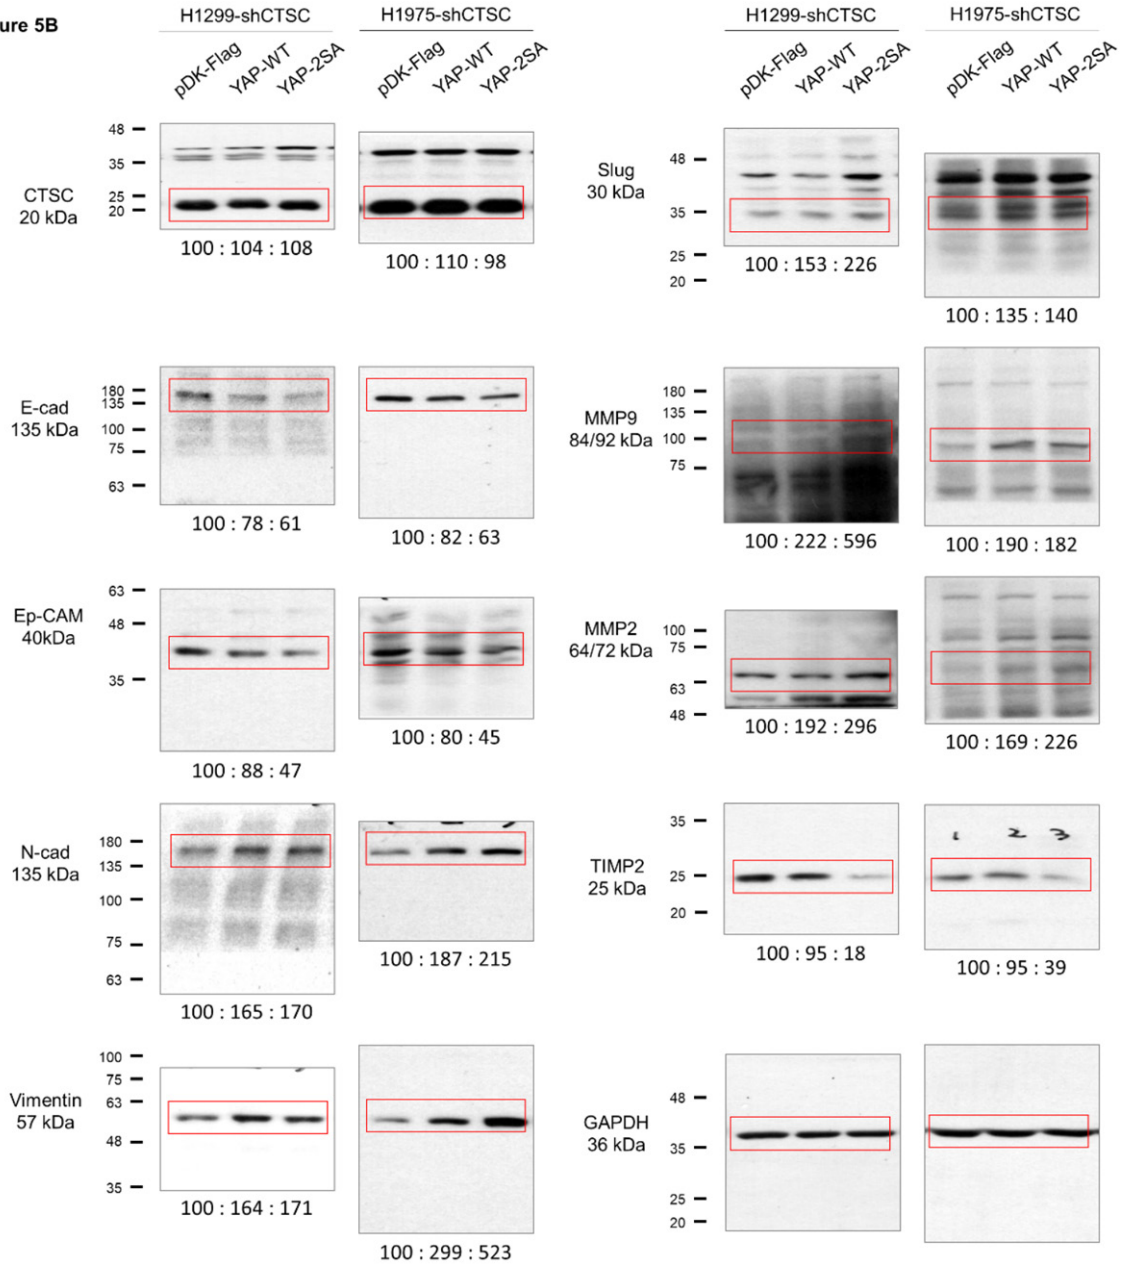 ure 5B
H1299-shCTSC
H1975-shCTSC
pDK-Flag
YAP-WT
YAP-2SA
pDK-Flag
YAP-WT
YAP-2SA
CTSC
20 kDa
48
35
25
20
100 : 104 : 108
100 : 110 : 98
E-cad
135 kDa
180
135
100
75
63
100 : 78 : 61
100 : 82 : 63
Ep-CAM
40kDa
63
48
35
100 : 88 : 47
100 : 80 : 45
N-cad
135 kDa
180
135
100
75
63
100 : 165 : 170
100 : 187 : 215
Vimentin
57 kDa
100
75
63
48
35
100 : 164 : 171
100 : 299 : 523
H1299-shCTSC
H1975-shCTSC
pDK-Flag
YAP-WT
YAP-2SA
pDK-Flag
YAP-WT
YAP-2SA
Slug
30 kDa
48
35
25
20
100 : 153 : 226
100 : 135 : 140
MMP9
84/92 kDa
180
135
100
75
100 : 222 : 596
100 : 190 : 182
MMP2
64/72 kDa
100
75
63
48
100 : 192 : 296
100 : 169 : 226
TIMP2
25 kDa
35
25
20
1 2 3
100 : 95 : 18
100 : 95 : 39
GAPDH
36 kDa
48
35
25
20